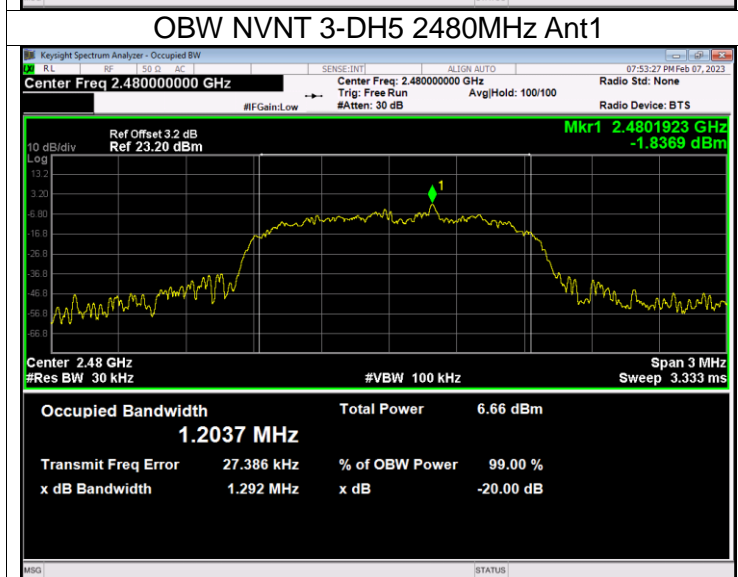 OBW NVNT 3-DH5 2480MHz Ant1
Keysight Spectrum Analyzer - Occupied BW
RL RF 50 Ω AC SENSE:INT ALIGN AUTO 07:53:27 PM Feb 07, 2023
Center Freq 2.480000000 GHz Center Freq: 2.480000000 GHz Radio Std: None
Trig: Free Run Avg|Hold: 100/100
#IFGain:Low #Atten: 30 dB Radio Device: BTS
Mkr1 2.4801923 GHz
-1.8369 dBm
Ref Offset 3.2 dB
10 dB/div Ref 23.20 dBm
Log
13.2
3.20
-6.80
-16.8
-26.8
-36.8
-46.8
-56.8
-66.8
1
Center 2.48 GHz Span 3 MHz
#Res BW 30 kHz #VBW 100 kHz Sweep 3.333 ms
Occupied Bandwidth Total Power 6.66 dBm
1.2037 MHz
Transmit Freq Error 27.386 kHz % of OBW Power 99.00 %
x dB Bandwidth 1.292 MHz x dB -20.00 dB
MSG STATUS